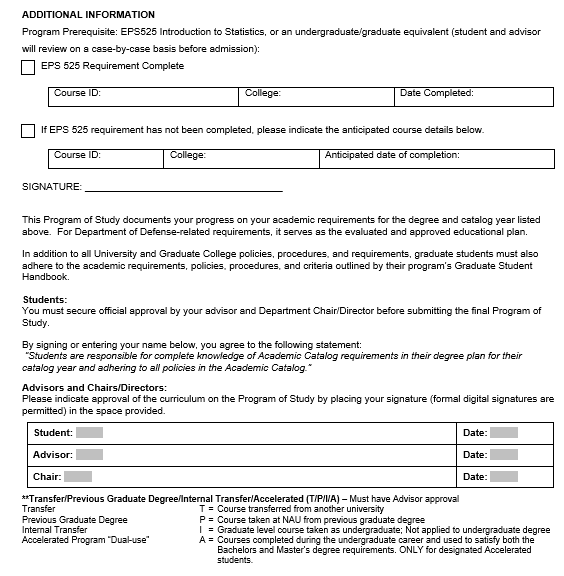 ADDITIONAL INFORMATION
Program Prerequisite: EPS525 Introduction to Statistics, or an undergraduate/graduate equivalent (student and advisor
will review on a case-by-case basis before admission):
EPS 525 Requirement Complete
Course ID: College: Date Completed:
If EPS 525 requirement has not been completed, please indicate the anticipated course details below.
Course ID: College: Anticipated date of completion:
SIGNATURE:
This Program of Study documents your progress on your academic requirements for the degree and catalog year listed
above. For Department of Defense-related requirements, it serves as the evaluated and approved educational plan.
In addition to all University and Graduate College policies, procedures, and requirements, graduate students must also
adhere to the academic requirements, policies, procedures, and criteria outlined by their program's Graduate Student
Handbook.
Students:
You must secure official approval by your advisor and Department Chair/Director before submitting the final Program of
Study.
By signing or entering your name below, you agree to the following statement:
"Students are responsible for complete knowledge of Academic Catalog requirements in their degree plan for their
catalog year and adhering to all policies in the Academic Catalog."
Advisors and Chairs/Directors:
Please indicate approval of the curriculum on the Program of Study by placing your signature (formal digital signatures are
permitted) in the space provided.
Student: Date:
Advisor: Date:
Chair: Date:
**Transfer/Previous Graduate Degree/Internal Transfer/Accelerated (T/P/I/A) – Must have Advisor approval
Transfer T = Course transferred from another university
Previous Graduate Degree P = Course taken at NAU from previous graduate degree
Internal Transfer I = Graduate level course taken as undergraduate; Not applied to undergraduate degree
Accelerated Program "Dual-use" A = Courses completed during the undergraduate career and used to satisfy both the
Bachelors and Master's degree requirements. ONLY for designated Accelerated
students.